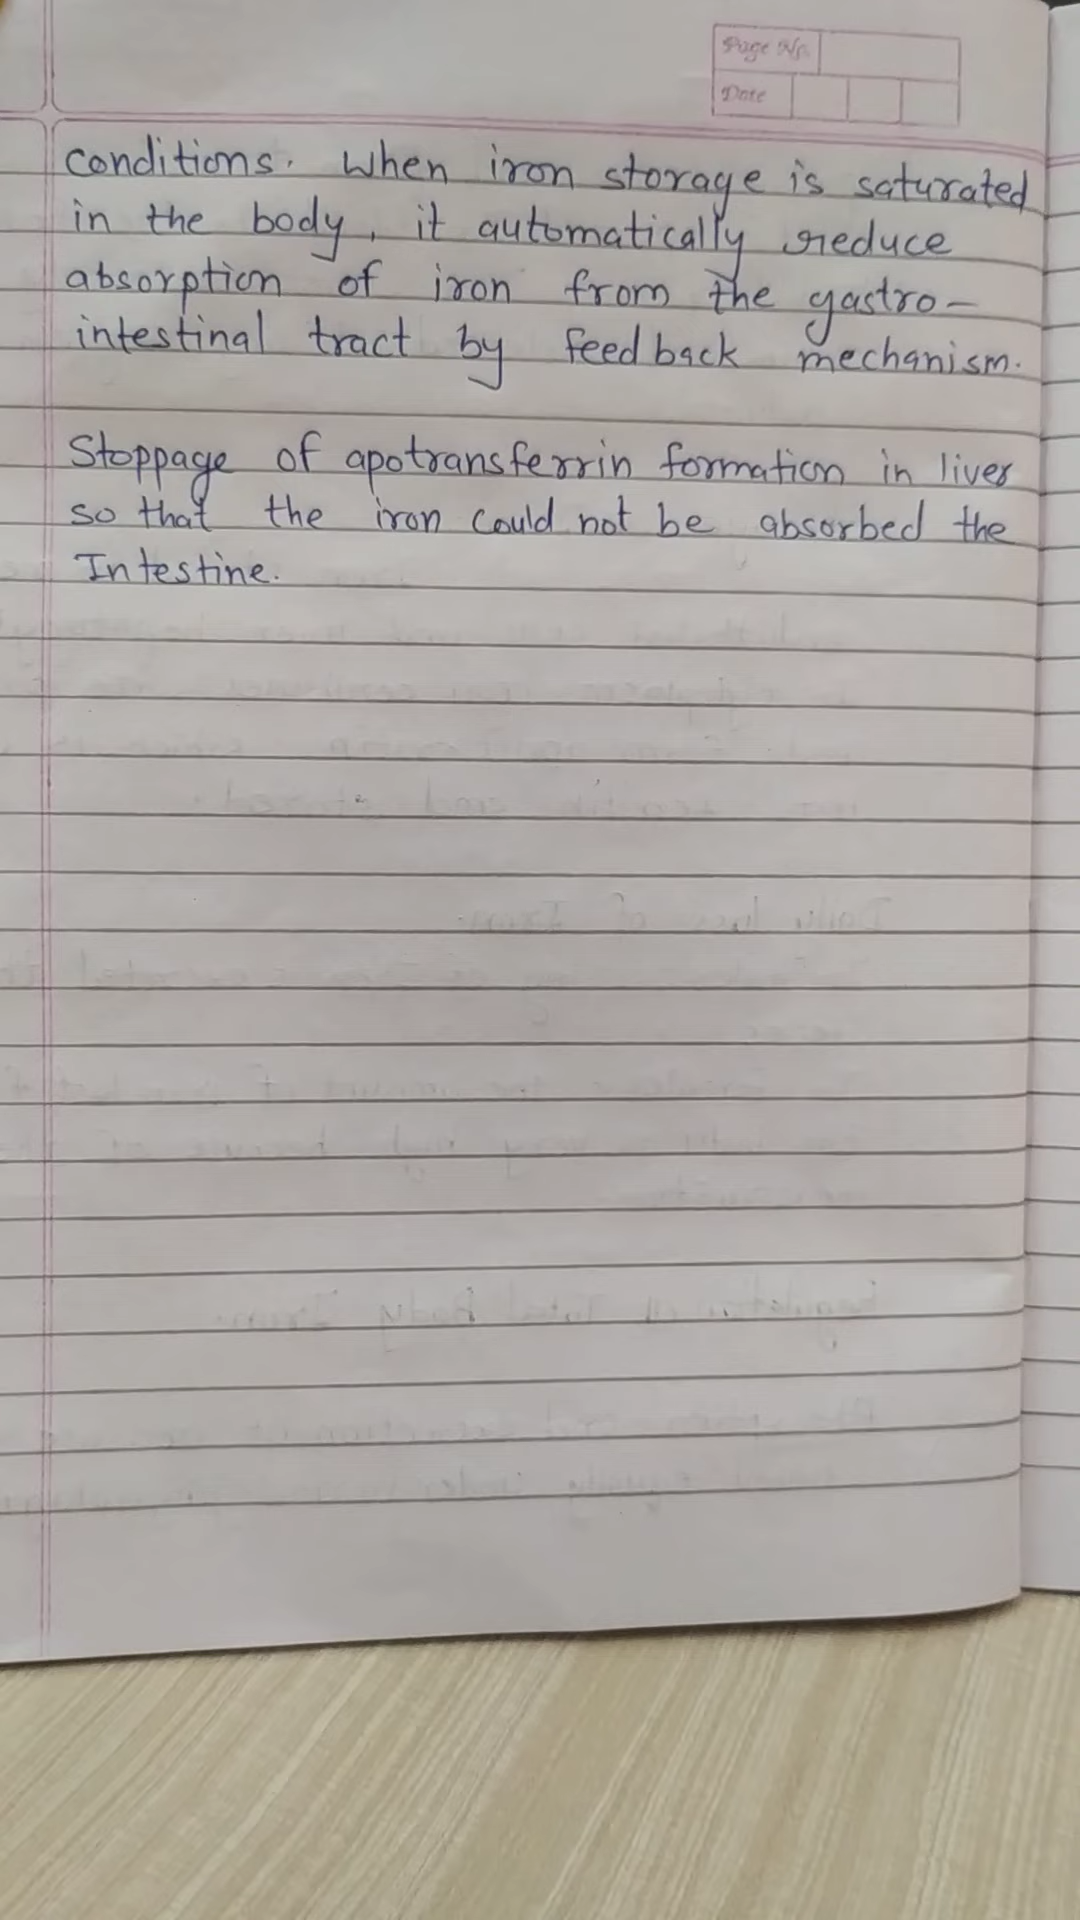 Page No.
Date
conditions. When iron storage is saturated
in the body, it automatically reduce
absorption of iron from the gastro-
intestinal tract by feedback mechanism.
Stoppage of apotransferrin formation in liver
so that the iron could not be absorbed the
Intestine.